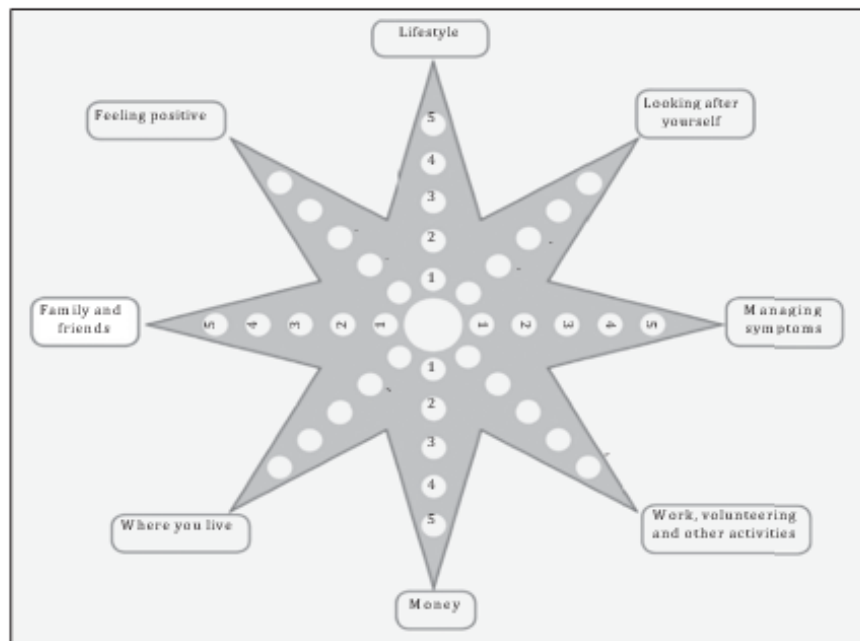 Lifestyle
Feeling positive
Looking after
yourself
5
4
3
2
1
Family and
friends
5 4 3 2 1
1 2 3 4 5
Managing
symptoms
1
2
3
4
5
Where you live
Work, volunteering
and other activities
Money